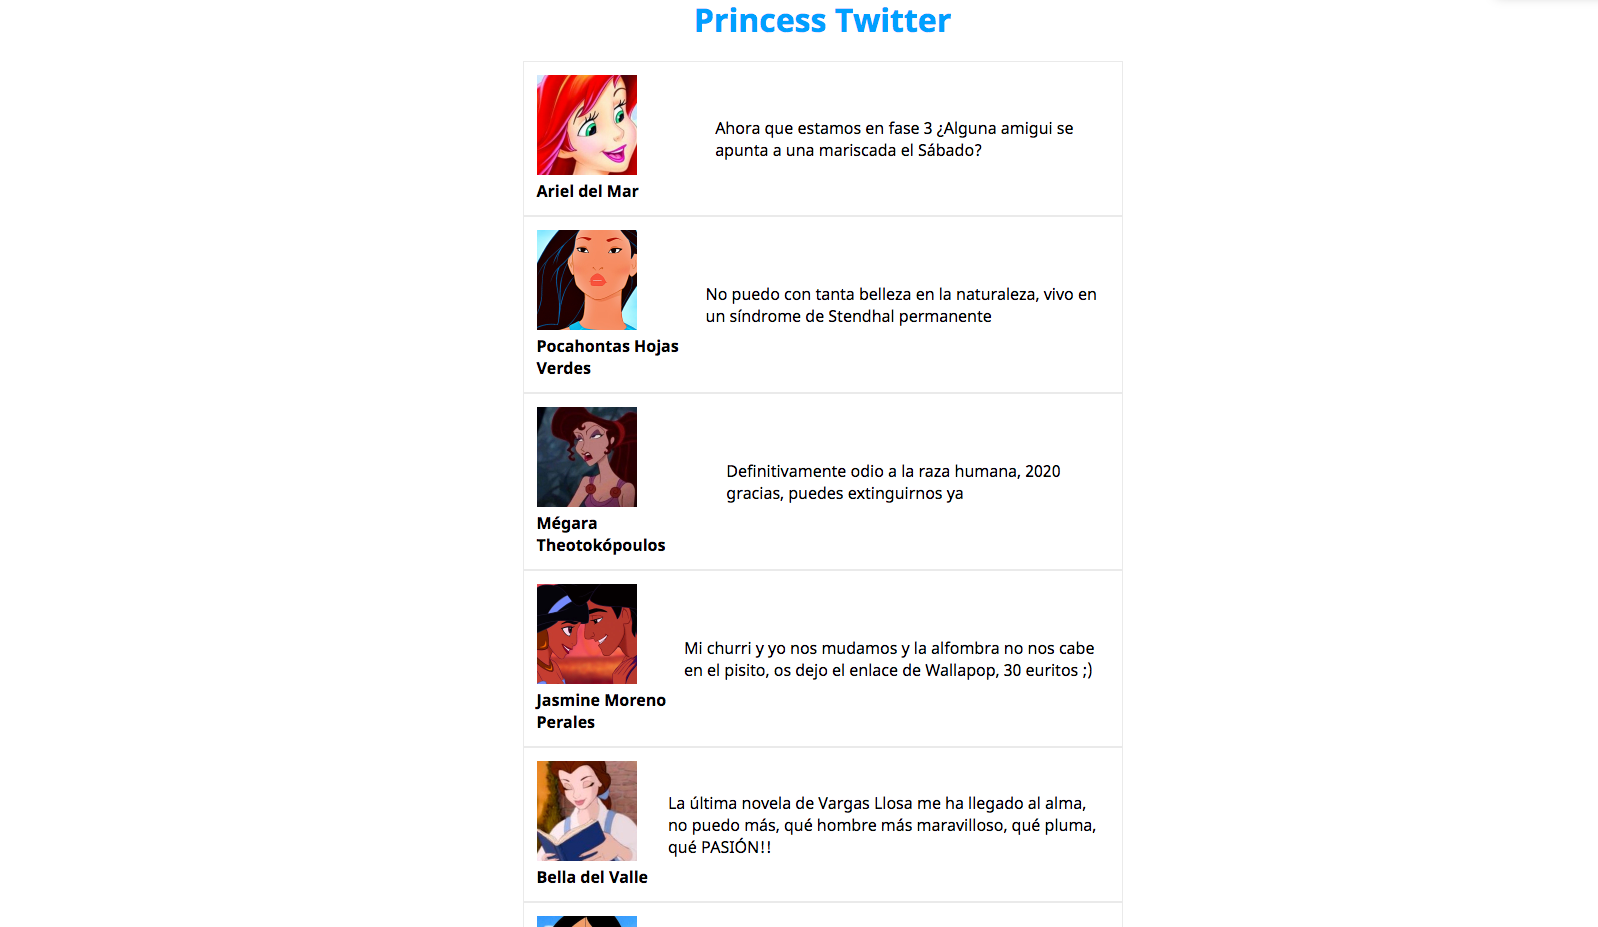 Princess Twitter
Ahora que estamos en fase 3 ¿Alguna amigui se
apunta a una mariscada el Sábado?
Ariel del Mar
No puedo con tanta belleza en la naturaleza, vivo en
un síndrome de Stendhal permanente
Pocahontas Hojas
Verdes
Definitivamente odio a la raza humana, 2020
gracias, puedes extinguirnos ya
Mégara
Theotokópoulos
Mi churri y yo nos mudamos y la alfombra no nos cabe
en el pisito, os dejo el enlace de Wallapop, 30 euritos ;)
Jasmine Moreno
Perales
La última novela de Vargas Llosa me ha llegado al alma,
no puedo más, qué hombre más maravilloso, qué pluma,
qué PASIÓN!!
Bella del Valle